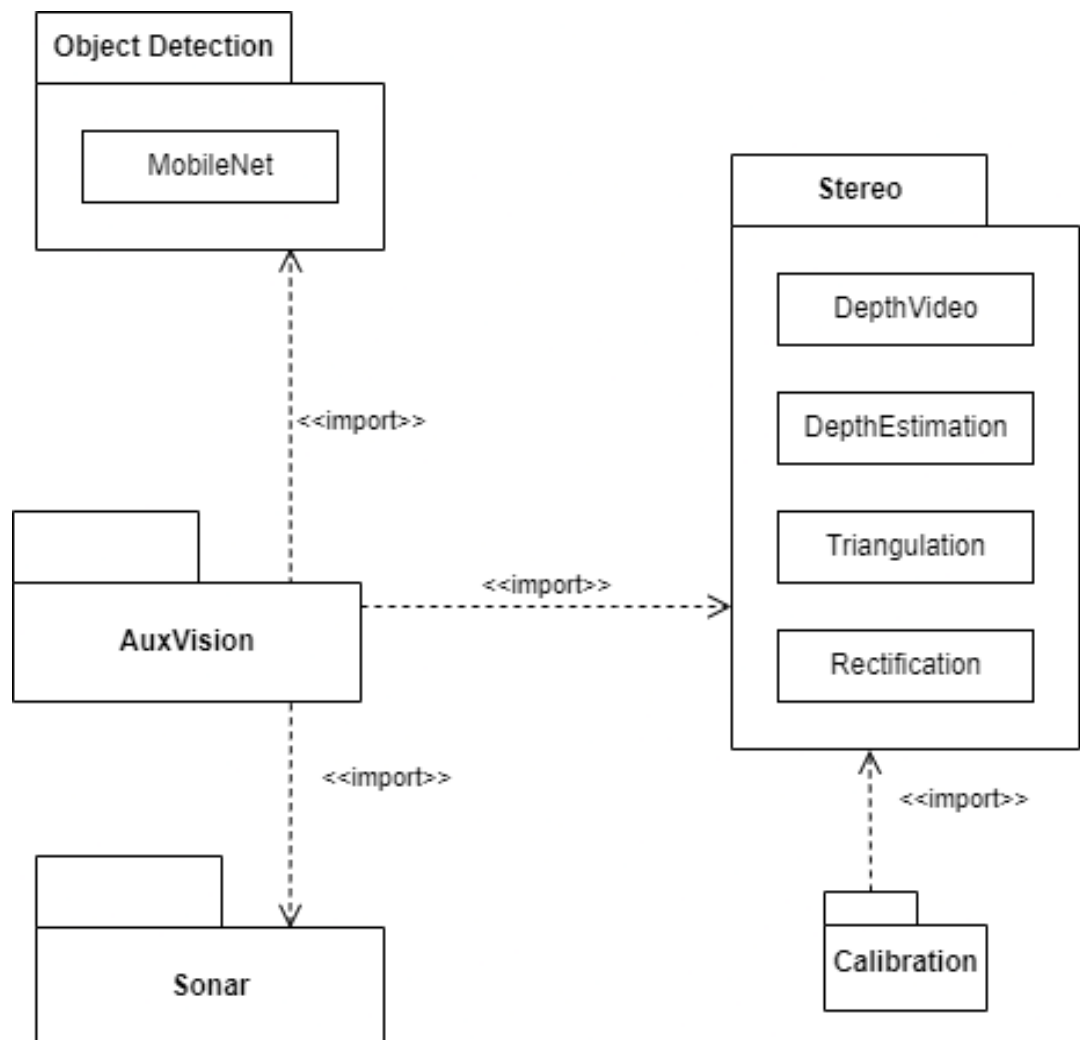 Object Detection
MobileNet
Stereo
DepthVideo
DepthEstimation
Triangulation
Rectification
<<import>>
<<import>>
AuxVision
<<import>>
<<import>>
Sonar
Calibration